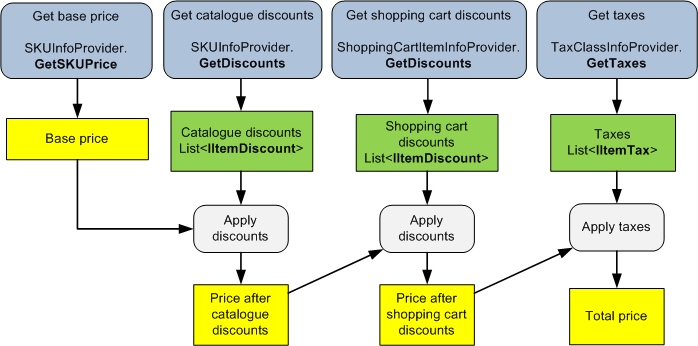 Get base price
SKUInfoProvider.
GetSKUPrice
Get catalogue discounts
SKUInfoProvider.
GetDiscounts
Get shopping cart discounts
ShoppingCartItemInfoProvider.
GetDiscounts
Get taxes
TaxClassInfoProvider.
GetTaxes
Base price
Catalogue discounts
List<IItemDiscount>
Shopping cart
discounts
List<IItemDiscount>
Taxes
List<IItemTax>
Apply
discounts
Apply
discounts
Apply taxes
Price after
catalogue
discounts
Price after
shopping cart
discounts
Total price